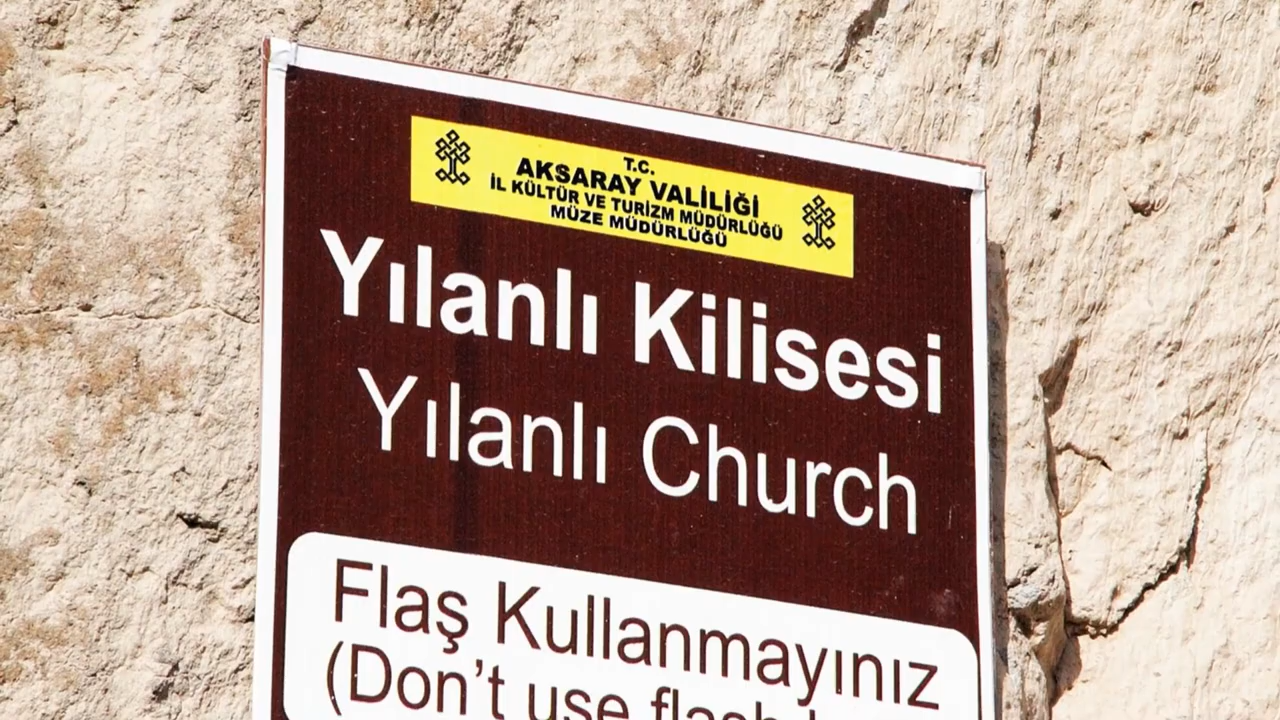 T.C.
AKSARAY VALİLİĞİ
İL KÜLTÜR VE TURİZM MÜDÜRLÜĞÜ
MÜZE MÜDÜRLÜĞÜ
Yılanlı Kilisesi
Yılanlı Church
Flaş Kullanmayınız
(Don't use flash